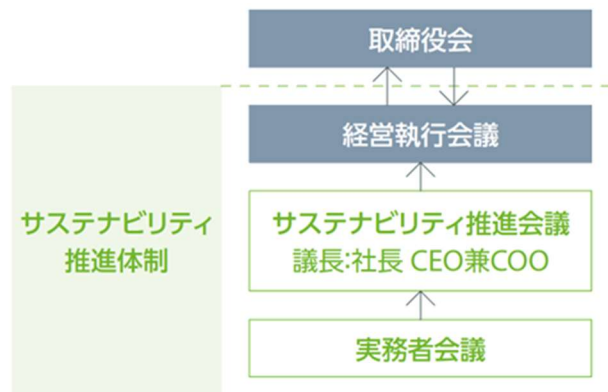 取締役会
経営執行会議
サステナビリティ
推進体制
サステナビリティ推進会議
議長:社長 CEO兼COO
実務者会議